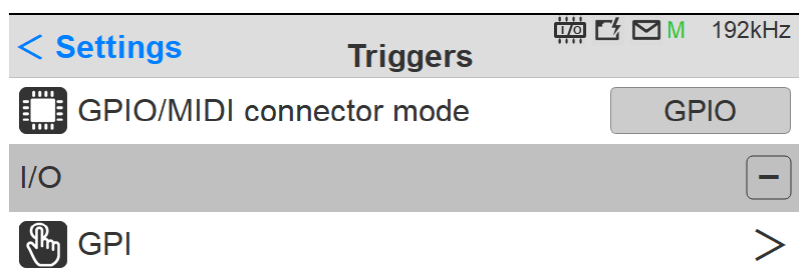 I/O M 192kHz
< Settings
Triggers
GPIO/MIDI connector mode GPIO
I/O −
GPI >